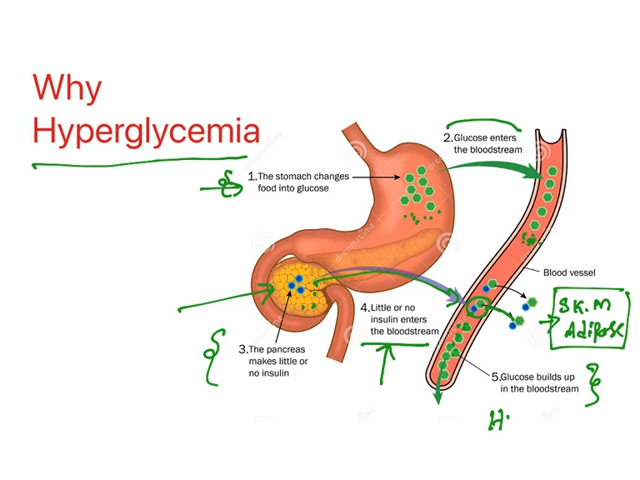 Why
Hyperglycemia
1.The stomach changes
food into glucose
2.Glucose enters
the bloodstream
Blood vessel
SK.M
Adipose
4.Little or no
insulin enters
the bloodstream
3.The pancreas
makes little or
no insulin
5.Glucose builds up
in the bloodstream
H.
dreamstime